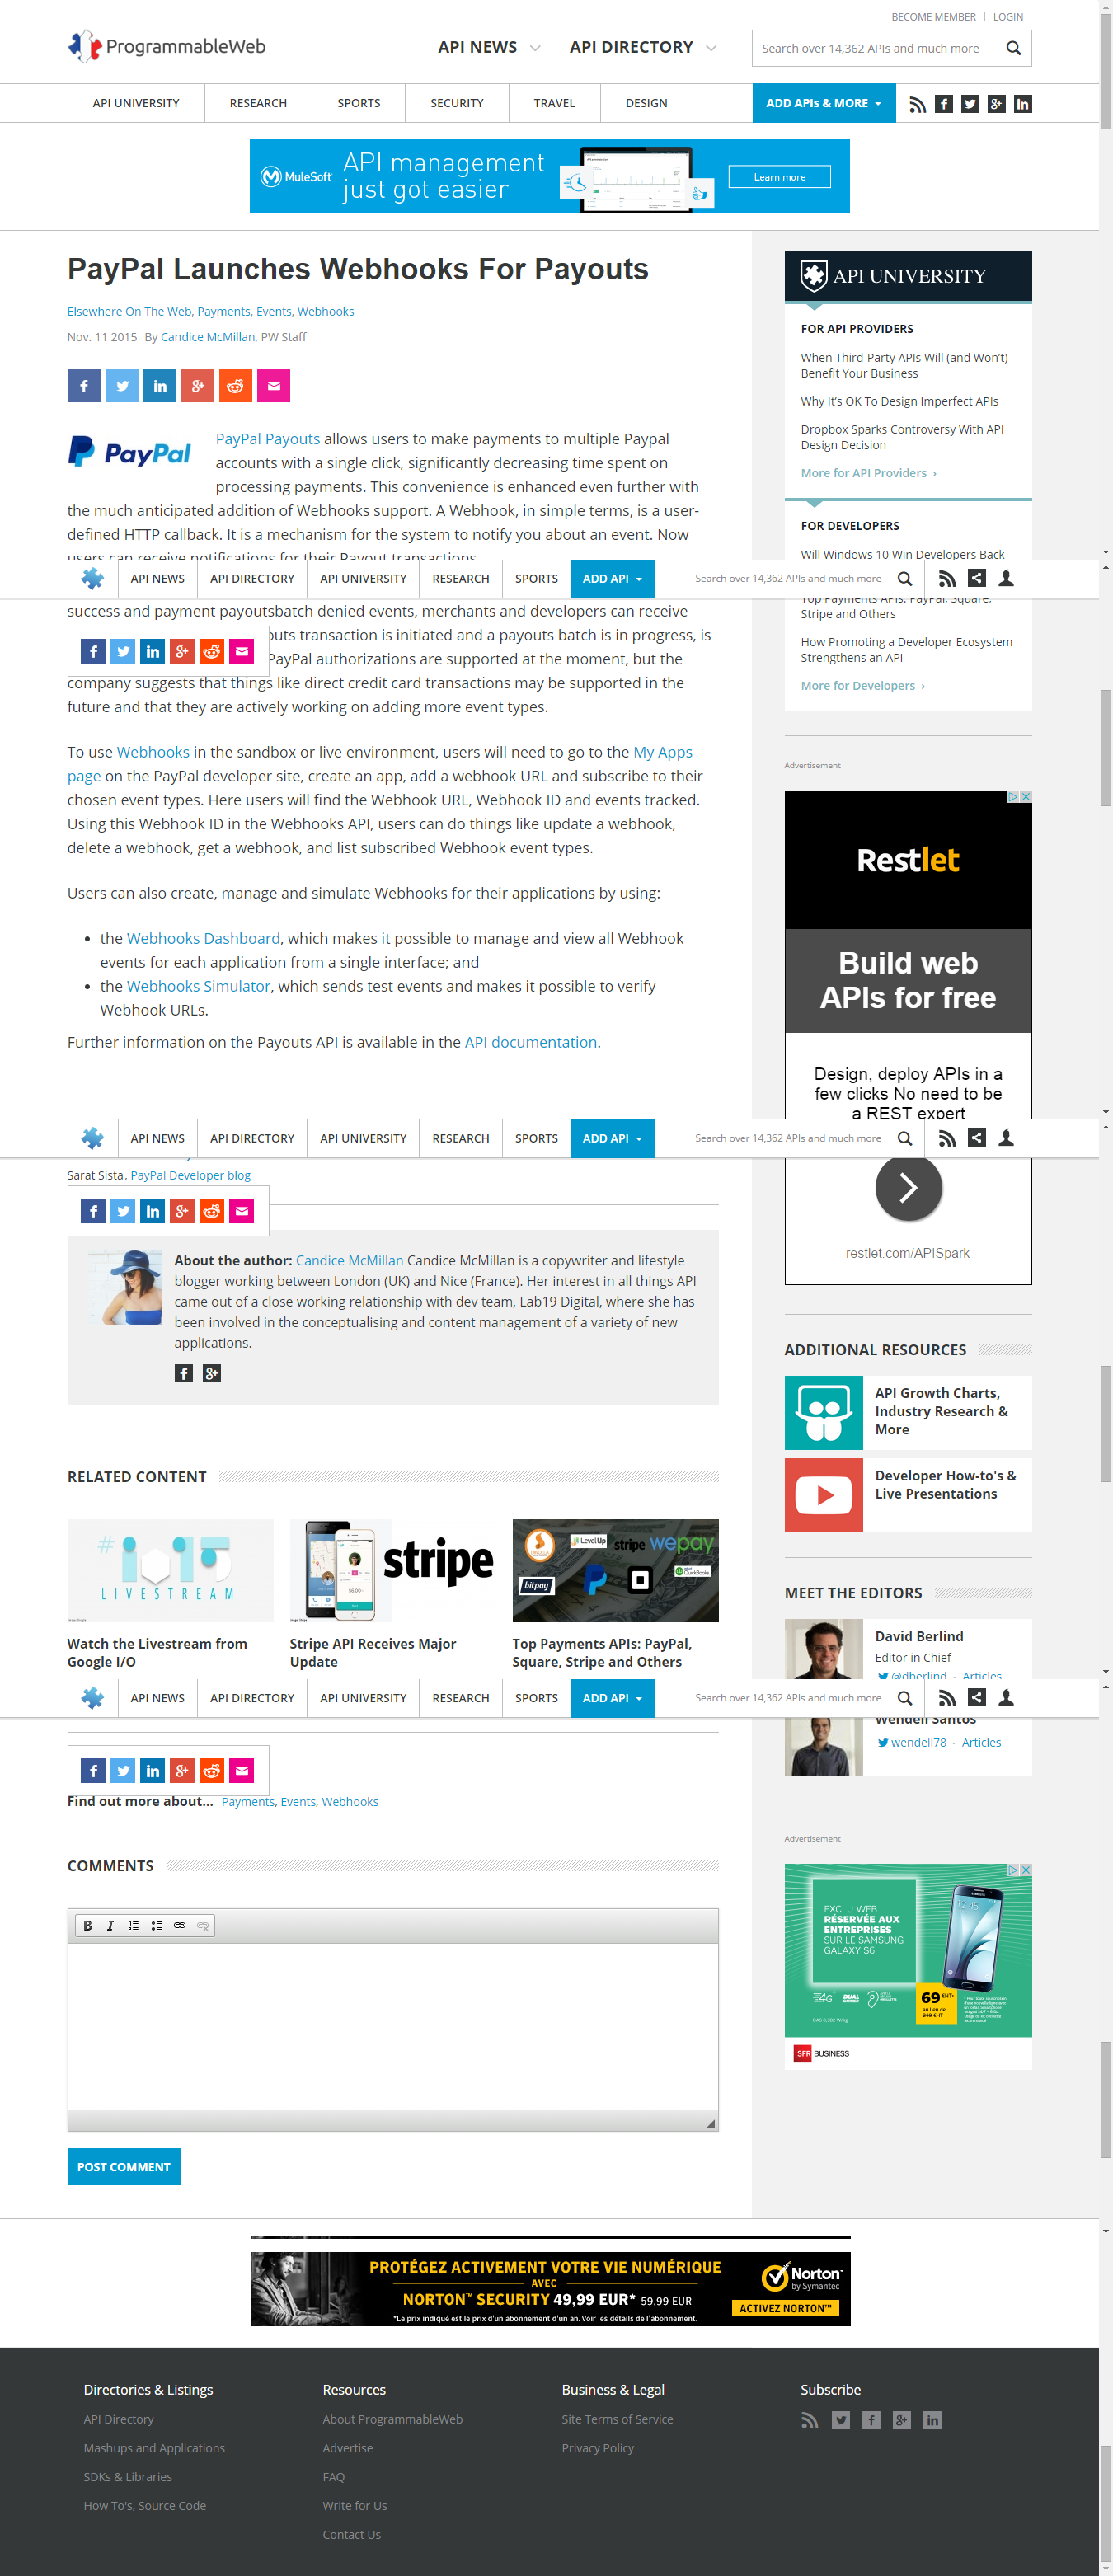 BECOME MEMBER | LOGIN
ProgrammableWeb
API NEWS
API DIRECTORY
Search over 14,362 APIs and much more
API UNIVERSITY
RESEARCH
SPORTS
SECURITY
TRAVEL
DESIGN
ADD APIs & MORE
MuleSoft
API management
just got easier
Learn more
PayPal Launches Webhooks For Payouts
Elsewhere On The Web, Payments, Events, Webhooks
Nov. 11 2015 By Candice McMillan, PW Staff
PayPal
PayPal Payouts allows users to make payments to multiple Paypal
accounts with a single click, significantly decreasing time spent on
processing payments. This convenience is enhanced even further with
the much anticipated addition of Webhooks support. A Webhook, in simple terms, is a user-
defined HTTP callback. It is a mechanism for the system to notify you about an event. Now
users can receive notifications for their Payout transactions.
API UNIVERSITY
FOR API PROVIDERS
When Third-Party APIs Will (and Won't)
Benefit Your Business
Why It's OK To Design Imperfect APIs
Dropbox Sparks Controversy With API
Design Decision
More for API Providers ›
FOR DEVELOPERS
Will Windows 10 Win Developers Back
API NEWS
API DIRECTORY
API UNIVERSITY
RESEARCH
SPORTS
ADD API
Search over 14,362 APIs and much more
success and payment payoutsbatch denied events, merchants and developers can receive
outs transaction is initiated and a payouts batch is in progress, is
PayPal authorizations are supported at the moment, but the
company suggests that things like direct credit card transactions may be supported in the
future and that they are actively working on adding more event types.
To use Webhooks in the sandbox or live environment, users will need to go to the My Apps
page on the PayPal developer site, create an app, add a webhook URL and subscribe to their
chosen event types. Here users will find the Webhook URL, Webhook ID and events tracked.
Using this Webhook ID in the Webhooks API, users can do things like update a webhook,
delete a webhook, get a webhook, and list subscribed Webhook event types.
Users can also create, manage and simulate Webhooks for their applications by using:
• the Webhooks Dashboard, which makes it possible to manage and view all Webhook
events for each application from a single interface; and
• the Webhooks Simulator, which sends test events and makes it possible to verify
Webhook URLs.
Further information on the Payouts API is available in the API documentation.
Top Payments APIs: PayPal, Square,
Stripe and Others
How Promoting a Developer Ecosystem
Strengthens an API
More for Developers ›
Advertisement
Restlet
Build web
APIs for free
Design, deploy APIs in a
few clicks No need to be
a REST expert
API NEWS
API DIRECTORY
API UNIVERSITY
RESEARCH
SPORTS
ADD API
Search over 14,362 APIs and much more
Sarat Sista, PayPal Developer blog
About the author: Candice McMillan Candice McMillan is a copywriter and lifestyle
blogger working between London (UK) and Nice (France). Her interest in all things API
came out of a close working relationship with dev team, Lab19 Digital, where she has
been involved in the conceptualising and content management of a variety of new
applications.
restlet.com/APISpark
ADDITIONAL RESOURCES
API Growth Charts,
Industry Research &
More
Developer How-to's &
Live Presentations
RELATED CONTENT
#io15
LIVESTREAM
stripe
LevelUp
stripe
wepay
bitpay
QuickBooks
Watch the Livestream from
Google I/O
Stripe API Receives Major
Update
Top Payments APIs: PayPal,
Square, Stripe and Others
MEET THE EDITORS
David Berlind
Editor in Chief
@dberlind · Articles
API NEWS
API DIRECTORY
API UNIVERSITY
RESEARCH
SPORTS
ADD API
Search over 14,362 APIs and much more
Wendell Santos
wendell78 · Articles
Find out more about... Payments, Events, Webhooks
COMMENTS
POST COMMENT
Advertisement
EXCLU WEB
RÉSERVÉE AUX
ENTREPRISES
SUR LE SAMSUNG
GALAXY S6
4G+
69 €HT*
SFR BUSINESS
PROTÉGEZ ACTIVEMENT VOTRE VIE NUMÉRIQUE
AVEC
NORTON™ SECURITY 49,99 EUR* 59,99 EUR
*Le prix indiqué est le prix d'un abonnement d'un an. Voir les détails de l'abonnement.
Norton
by Symantec
ACTIVEZ NORTON™
Directories & Listings
API Directory
Mashups and Applications
SDKs & Libraries
How To's, Source Code
Resources
About ProgrammableWeb
Advertise
FAQ
Write for Us
Contact Us
Business & Legal
Site Terms of Service
Privacy Policy
Subscribe